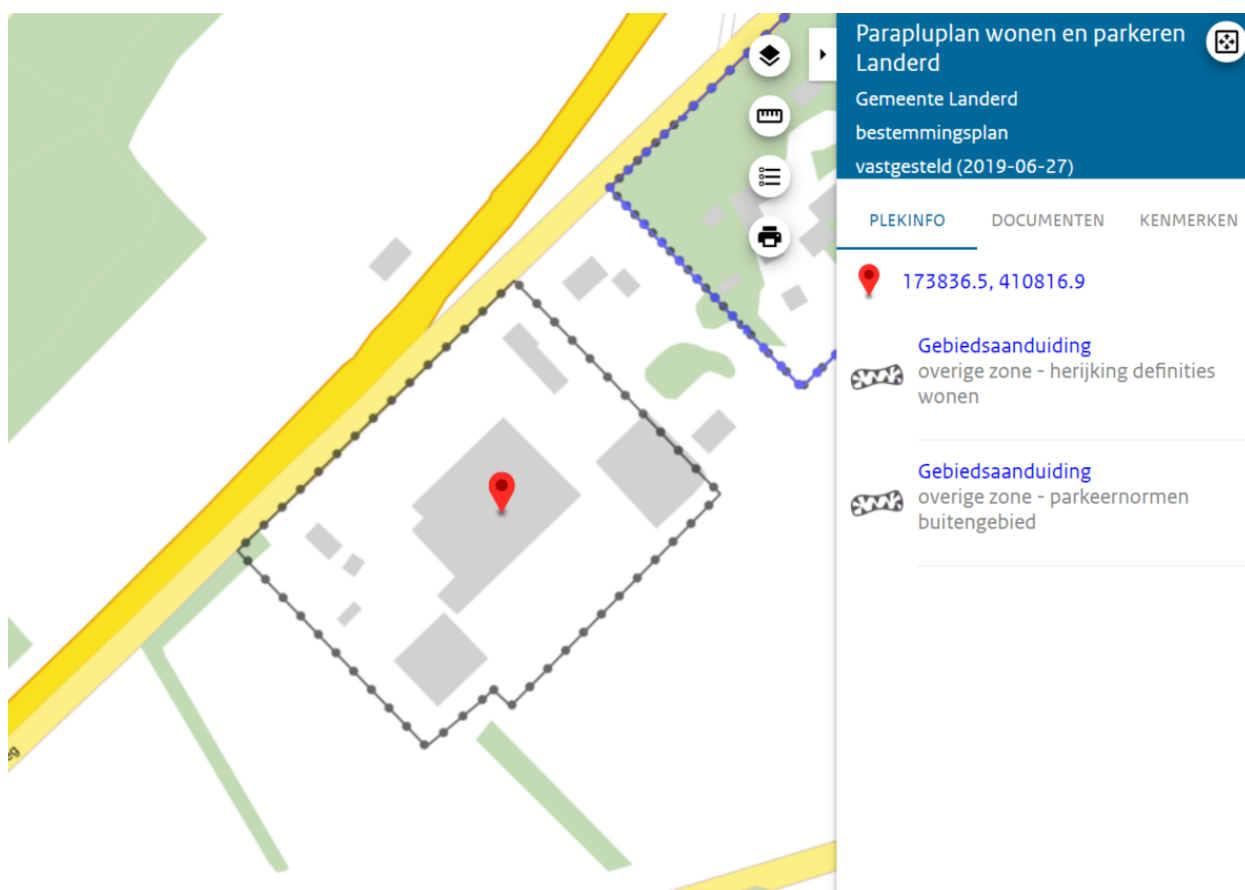 Parapluplan wonen en parkeren
Landerd
Gemeente Landerd
bestemmingsplan
vastgesteld (2019-06-27)
PLEKINFO DOCUMENTEN KENMERKEN
173836.5, 410816.9
Gebiedsaanduiding
overige zone - herijking definities
wonen
Gebiedsaanduiding
overige zone - parkeernormen
buitengebied